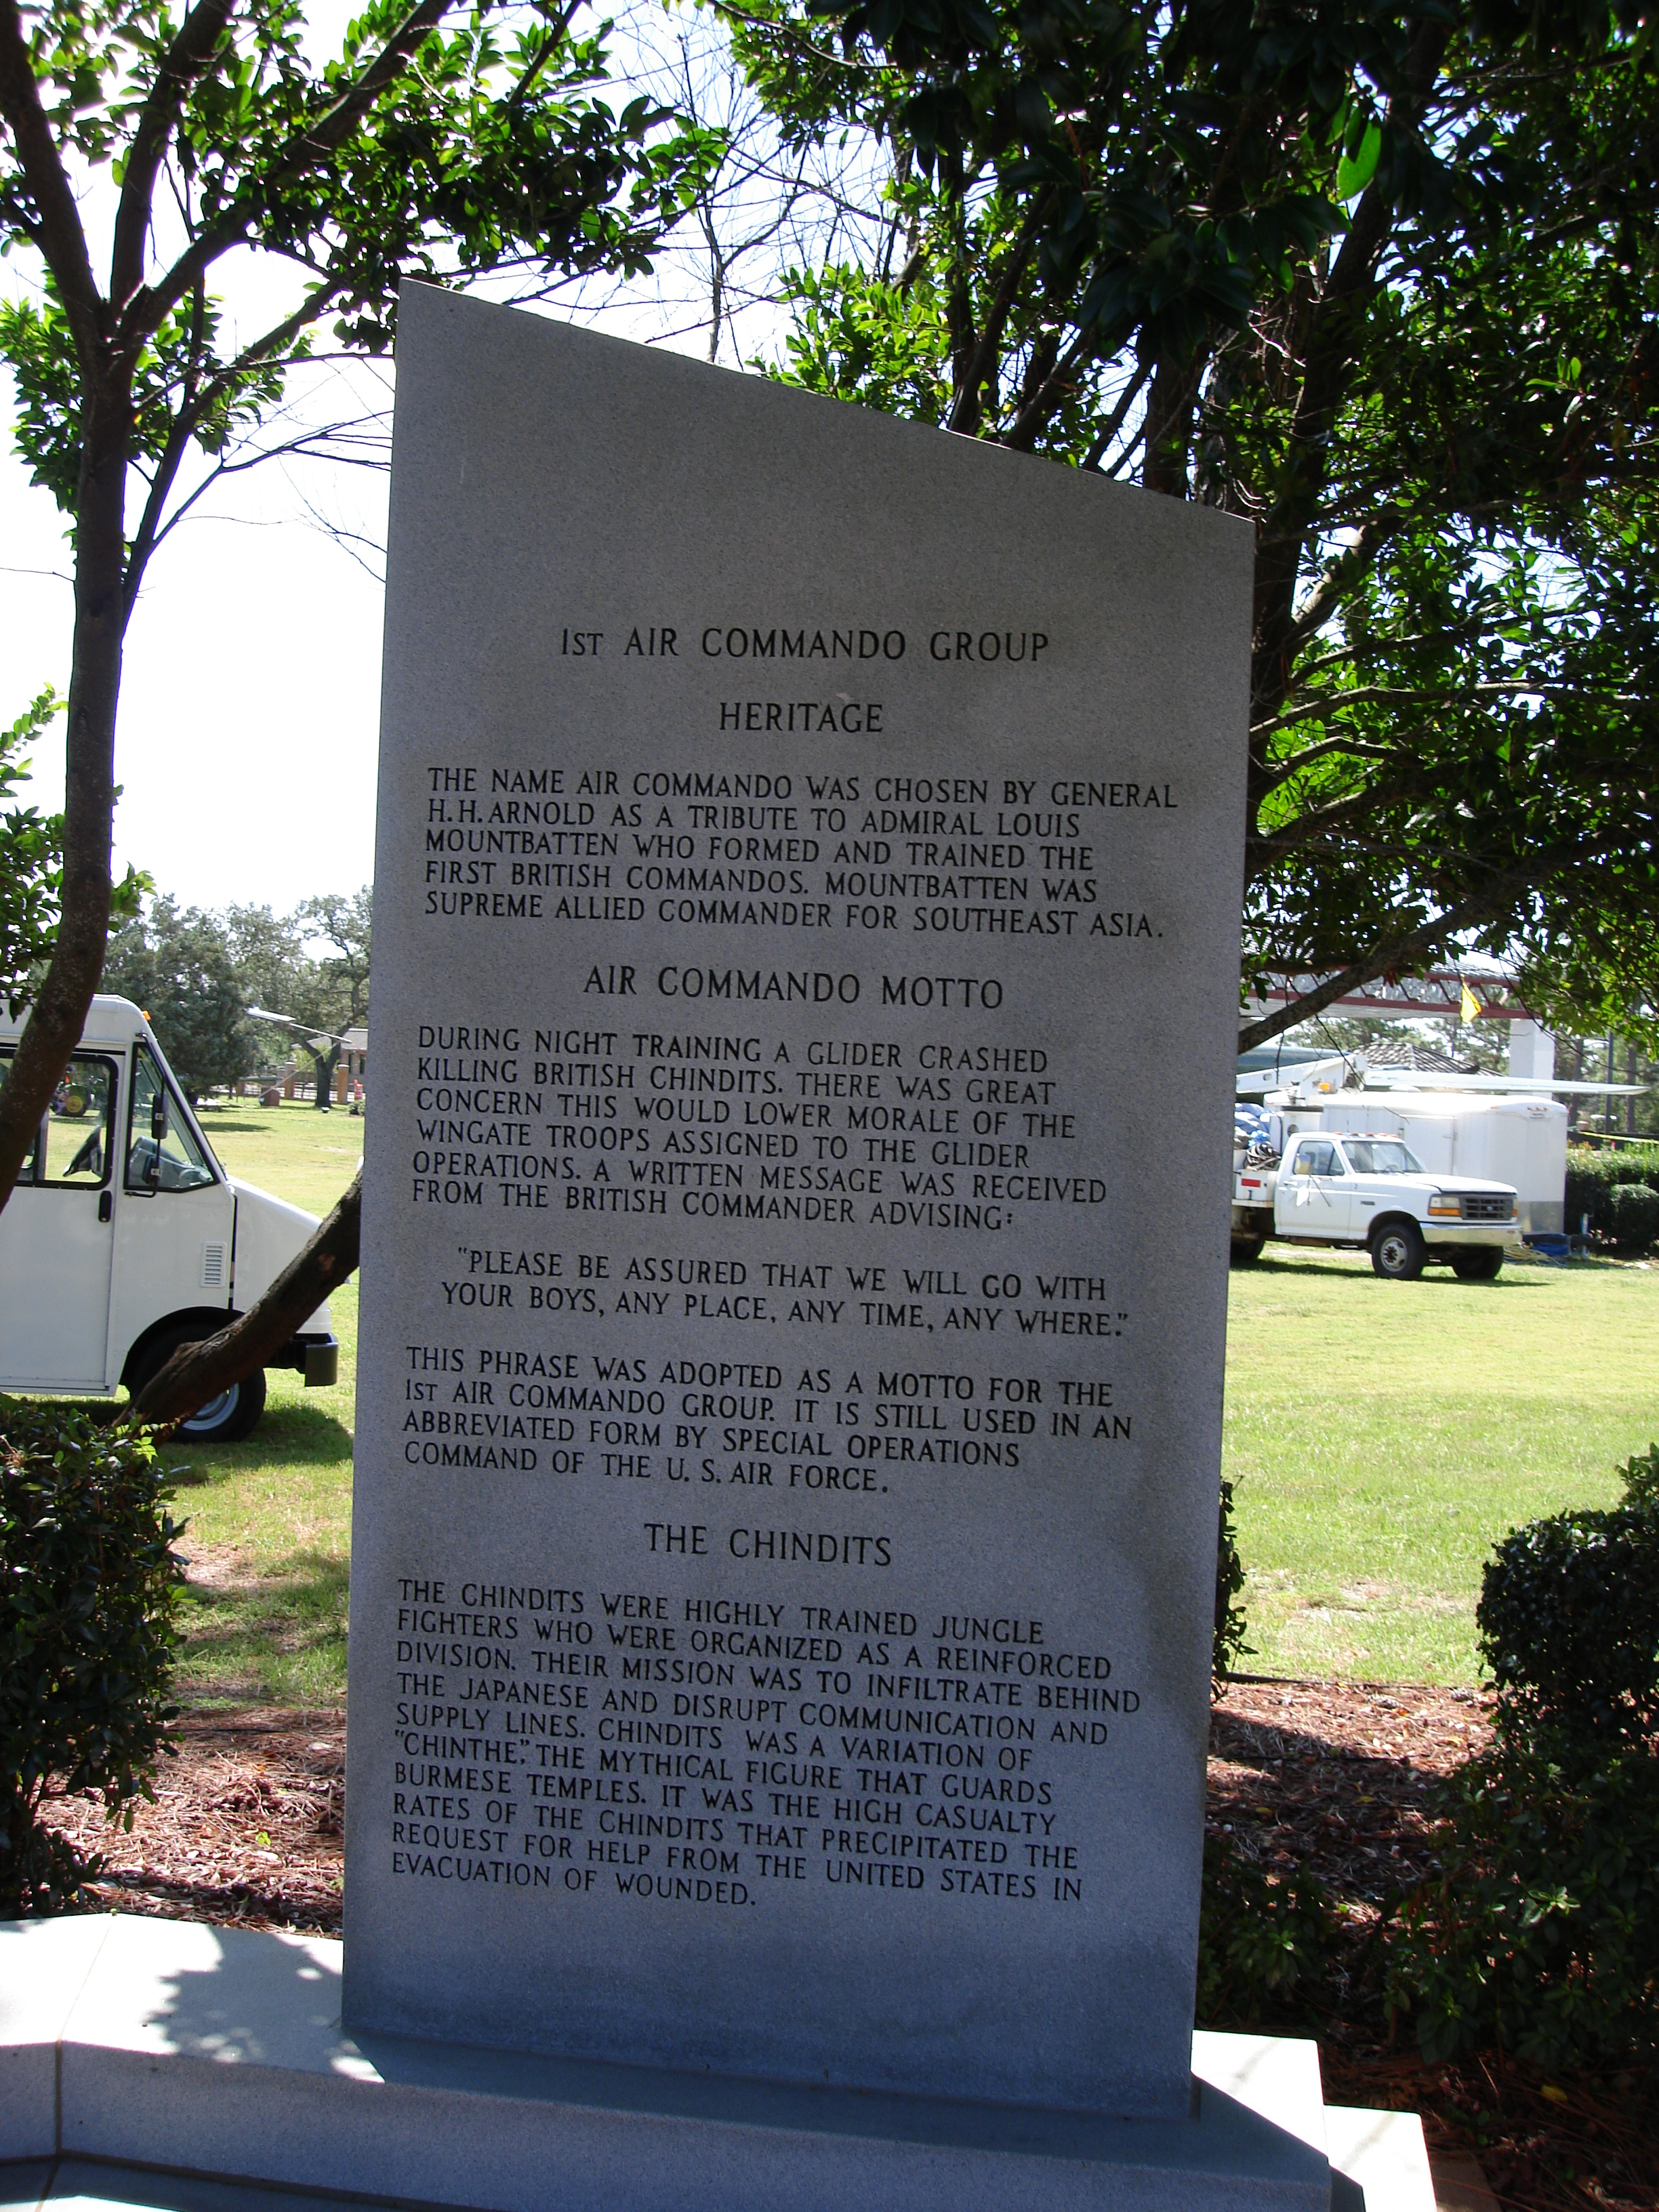 1ST AIR COMMANDO GROUP
HERITAGE
THE NAME AIR COMMANDO WAS CHOSEN BY GENERAL
H. H. ARNOLD AS A TRIBUTE TO ADMIRAL LOUIS
MOUNTBATTEN WHO FORMED AND TRAINED THE
FIRST BRITISH COMMANDOS. MOUNTBATTEN WAS
SUPREME ALLIED COMMANDER FOR SOUTHEAST ASIA.
AIR COMMANDO MOTTO
DURING NIGHT TRAINING A GLIDER CRASHED
KILLING BRITISH CHINDITS. THERE WAS GREAT
CONCERN THIS WOULD LOWER MORALE OF THE
WINGATE TROOPS ASSIGNED TO THE GLIDER
OPERATIONS. A WRITTEN MESSAGE WAS RECEIVED
FROM THE BRITISH COMMANDER ADVISING:
"PLEASE BE ASSURED THAT WE WILL GO WITH
YOUR BOYS, ANY PLACE, ANY TIME, ANY WHERE."
THIS PHRASE WAS ADOPTED AS A MOTTO FOR THE
1ST AIR COMMANDO GROUP. IT IS STILL USED IN AN
ABBREVIATED FORM BY SPECIAL OPERATIONS
COMMAND OF THE U. S. AIR FORCE.
THE CHINDITS
THE CHINDITS WERE HIGHLY TRAINED JUNGLE
FIGHTERS WHO WERE ORGANIZED AS A REINFORCED
DIVISION. THEIR MISSION WAS TO INFILTRATE BEHIND
THE JAPANESE AND DISRUPT COMMUNICATION AND
SUPPLY LINES. CHINDITS WAS A VARIATION OF
"CHINTHE", THE MYTHICAL FIGURE THAT GUARDS
BURMESE TEMPLES. IT WAS THE HIGH CASUALTY
RATES OF THE CHINDITS THAT PRECIPITATED THE
REQUEST FOR HELP FROM THE UNITED STATES IN
EVACUATION OF WOUNDED.